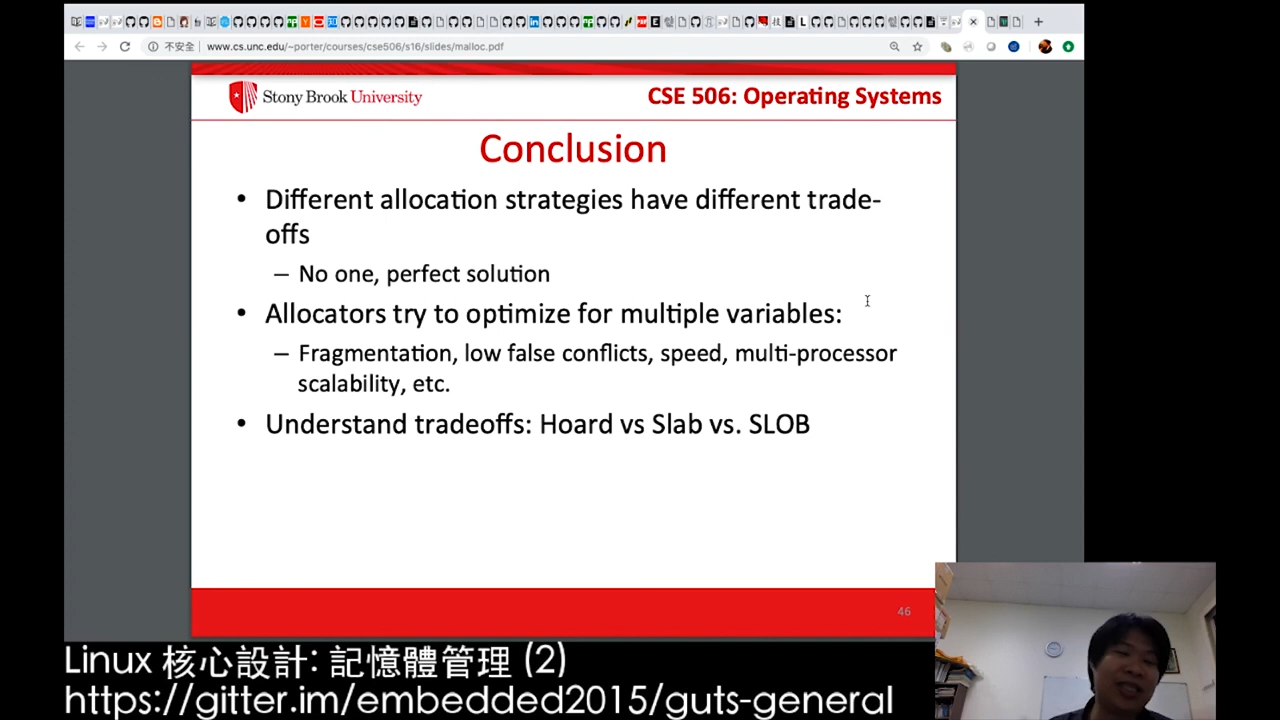 不安全
www.cs.unc.edu/~porter/courses/cse506/s16/slides/malloc.pdf
Stony Brook University
CSE 506: Operating Systems
Conclusion
• Different allocation strategies have different trade-
offs
– No one, perfect solution
• Allocators try to optimize for multiple variables:
– Fragmentation, low false conflicts, speed, multi-processor
scalability, etc.
• Understand tradeoffs: Hoard vs Slab vs. SLOB
46
Linux 核心設計: 記憶體管理 (2)
https://gitter.im/embedded2015/guts-general